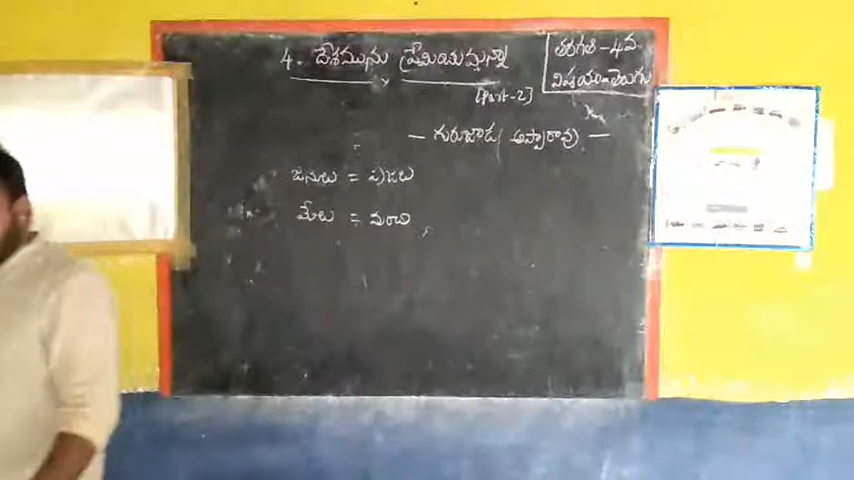 4. దేశమును ప్రేమించుమన్నా
[Part-2]
తరగతి - 4వ
విషయం - తెలుగు
- గురుజాడ అప్పారావు -
జనులు = ప్రజలు
మేలు = మంచి